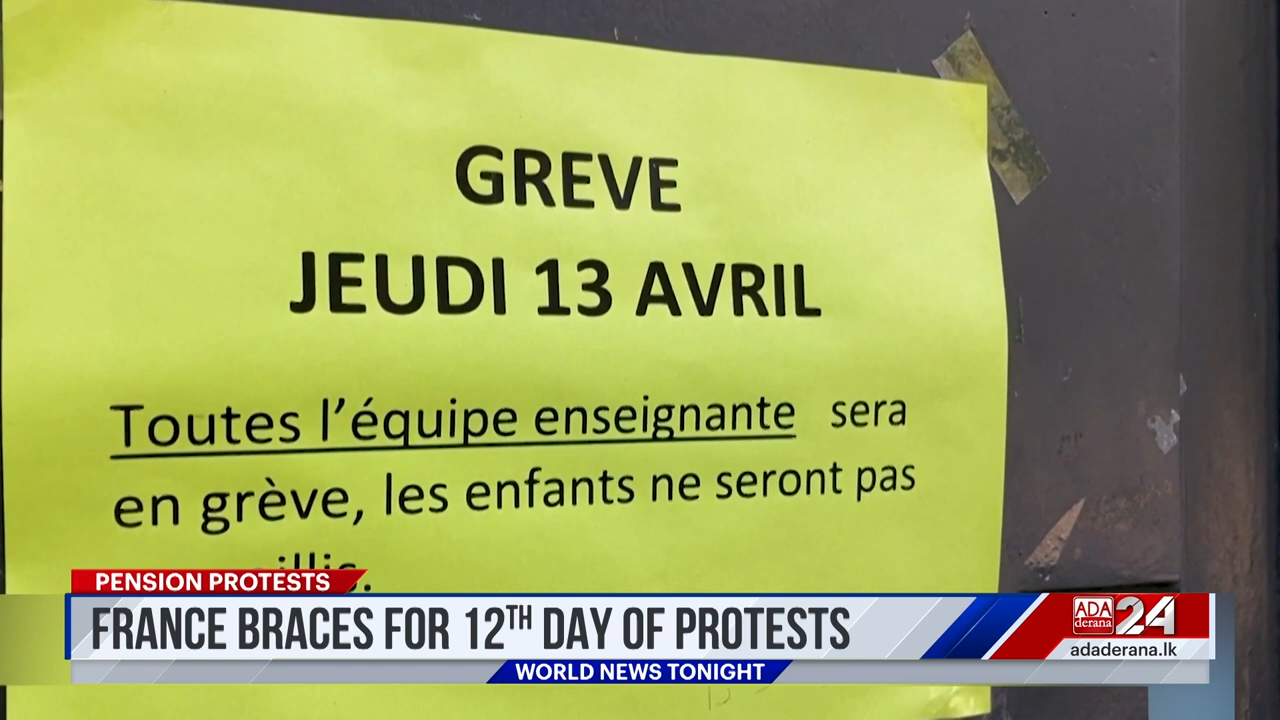 GREVE
JEUDI 13 AVRIL
Toutes l'équipe enseignante sera
en grève, les enfants ne seront pas
PENSION PROTESTS
FRANCE BRACES FOR 12TH DAY OF PROTESTS
ADA
derana
24
adaderana.lk
WORLD NEWS TONIGHT